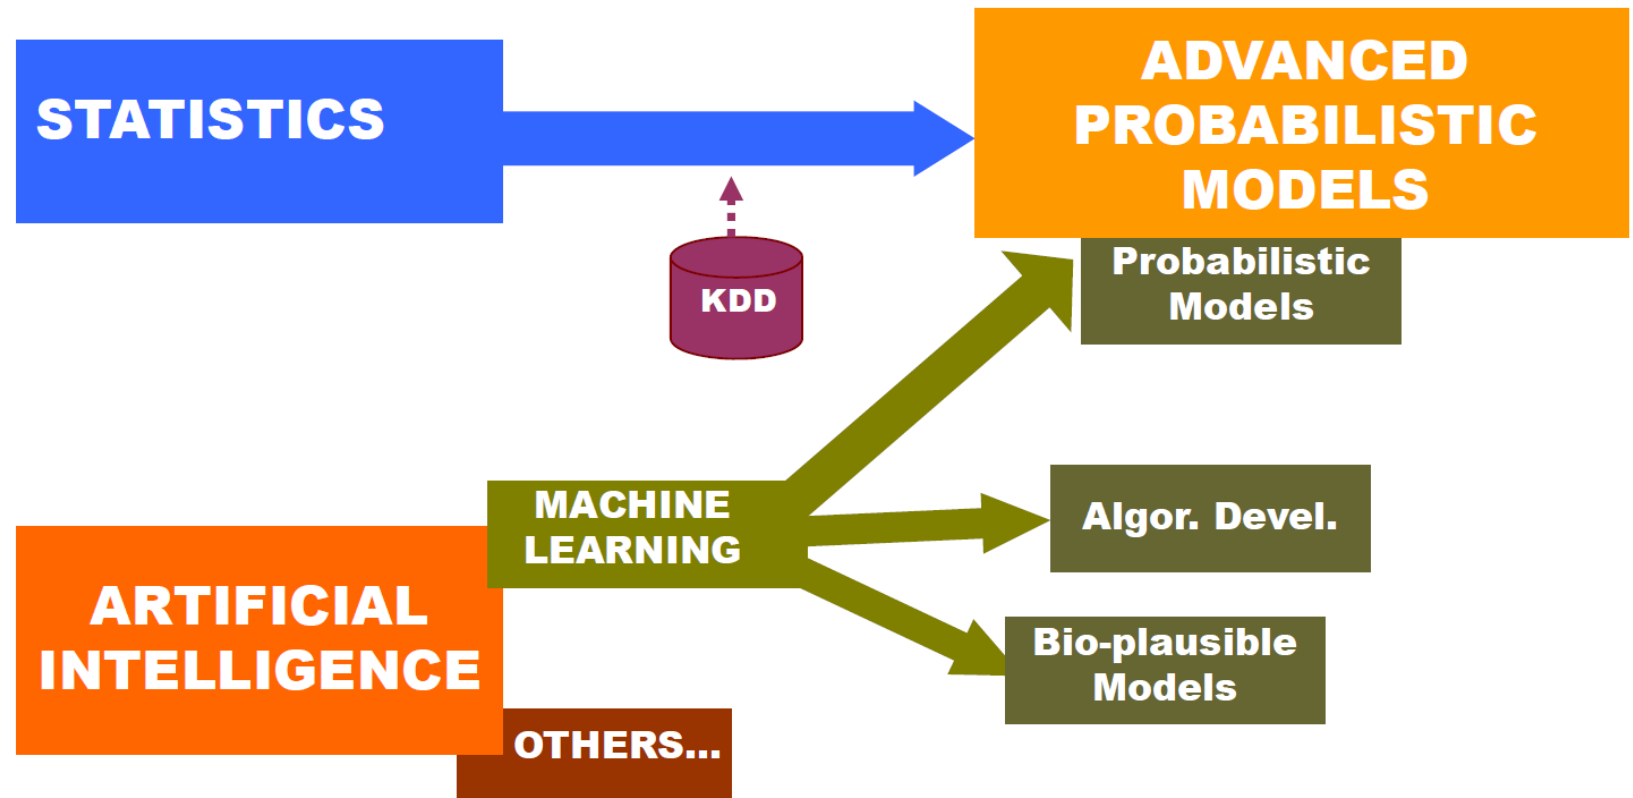 STATISTICS
ADVANCED
PROBABILISTIC
MODELS
KDD
Probabilistic
Models
MACHINE
LEARNING
Algor. Devel.
ARTIFICIAL
INTELLIGENCE
Bio-plausible
Models
OTHERS...